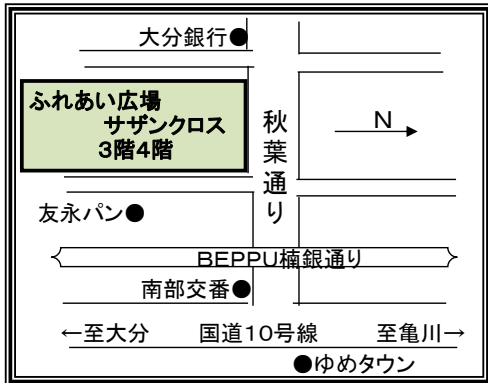 大分銀行●
ふれあい広場
サザンクロス
3階4階
秋葉通り
N
友永パン●
BEPPU楠銀通り
南部交番●
←至大分 国道10号線 至亀川→
●ゆめタウン